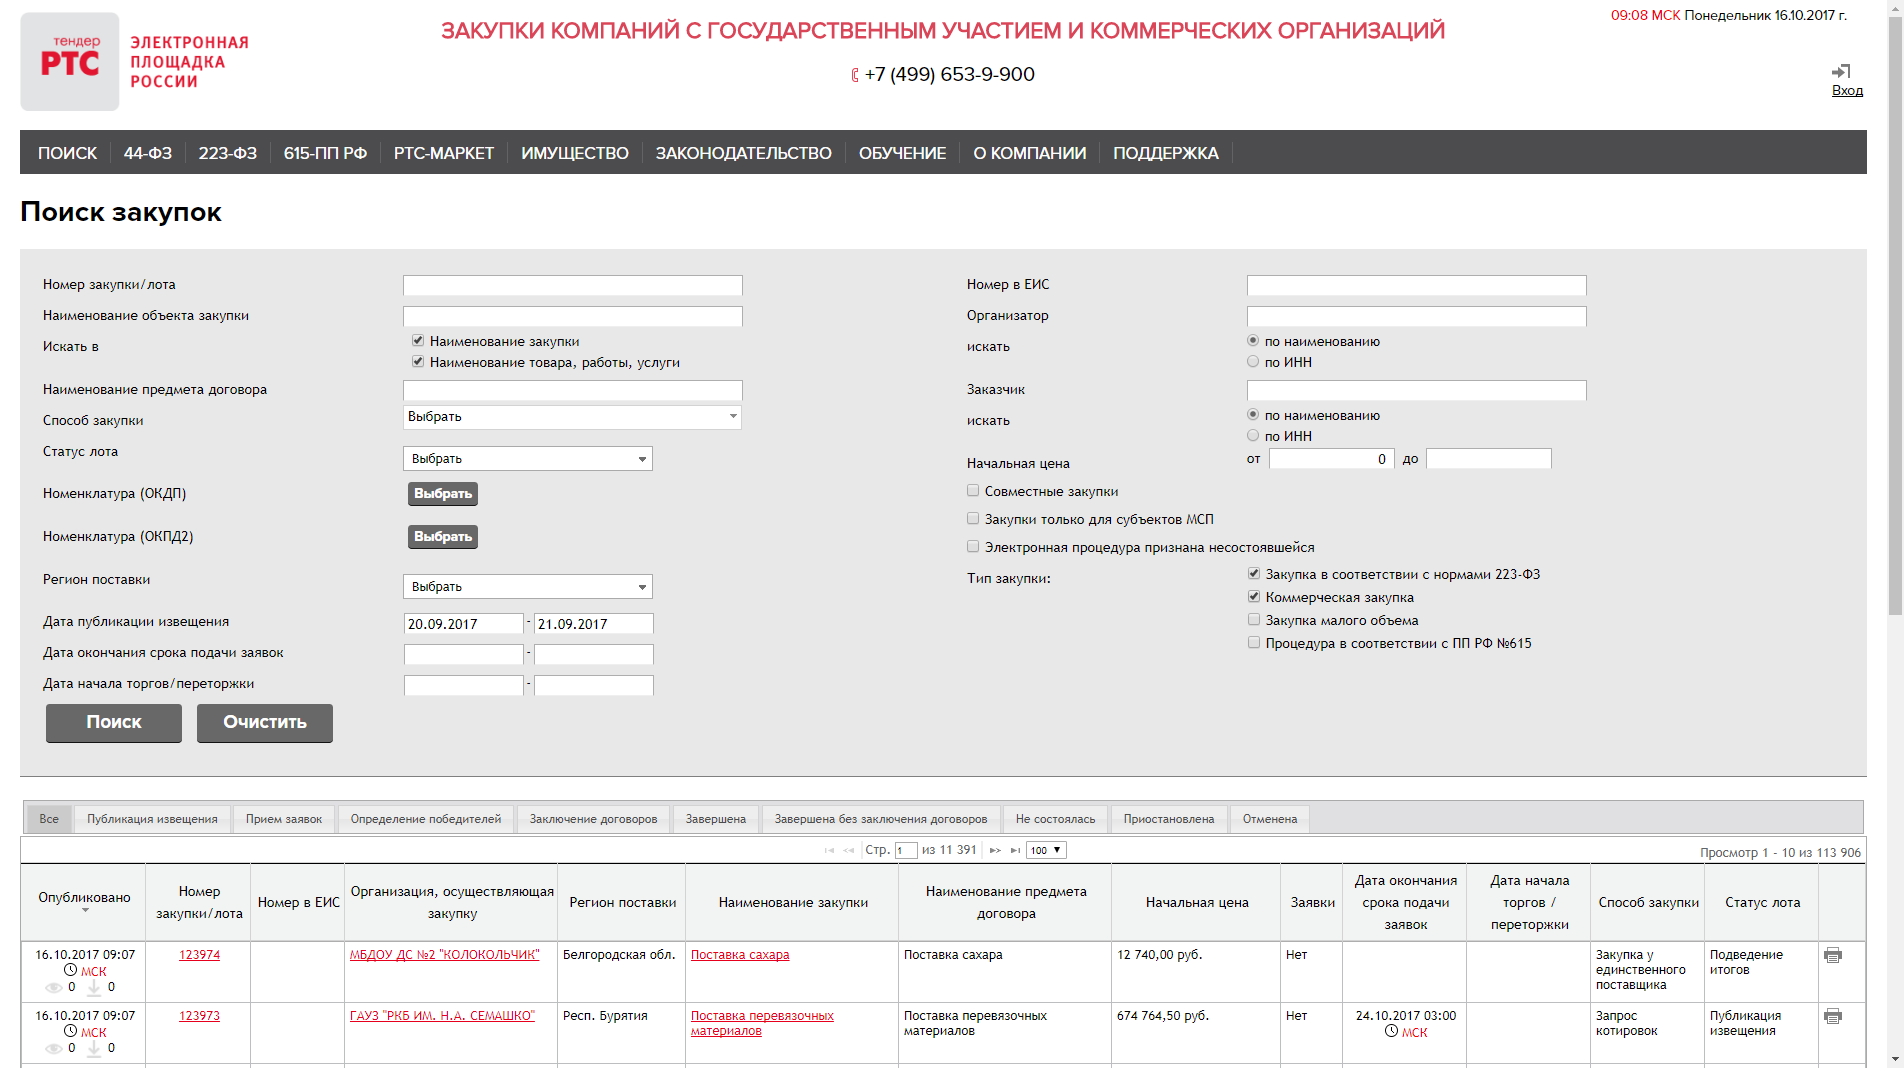 тендер
РТС
ЭЛЕКТРОННАЯ
ПЛОЩАДКА
РОССИИ
ЗАКУПКИ КОМПАНИЙ С ГОСУДАРСТВЕННЫМ УЧАСТИЕМ И КОММЕРЧЕСКИХ ОРГАНИЗАЦИЙ
+7 (499) 653-9-900
09:08 МСК Понедельник 16.10.2017 г.
Вход
ПОИСК 44-ФЗ 223-ФЗ 615-ПП РФ РТС-МАРКЕТ ИМУЩЕСТВО ЗАКОНОДАТЕЛЬСТВО ОБУЧЕНИЕ О КОМПАНИИ ПОДДЕРЖКА
Поиск закупок
Номер закупки/лота
Наименование объекта закупки
Искать в
Наименование закупки
Наименование товара, работы, услуги
Наименование предмета договора
Способ закупки Выбрать
Статус лота Выбрать
Номенклатура (ОКДП) Выбрать
Номенклатура (ОКПД2) Выбрать
Регион поставки Выбрать
Дата публикации извещения 20.09.2017 - 21.09.2017
Дата окончания срока подачи заявок -
Дата начала торгов/переторжки -
Поиск Очистить
Номер в ЕИС
Организатор
искать по наименованию
по ИНН
Заказчик
искать по наименованию
по ИНН
Начальная цена от 0 до
Совместные закупки
Закупки только для субъектов МСП
Электронная процедура признана несостоявшейся
Тип закупки: Закупка в соответствии с нормами 223-ФЗ
Коммерческая закупка
Закупка малого объема
Процедура в соответствии с ПП РФ №615
Все Публикация извещения Прием заявок Определение победителей Заключение договоров Завершена Завершена без заключения договоров Не состоялась Приостановлена Отменена
Стр. 1 из 11 391 100
Просмотр 1 - 10 из 113 906
Опубликовано
Номер
закупки/лота
Номер в ЕИС
Организация, осуществляющая
закупку
Регион поставки
Наименование закупки
Наименование предмета
договора
Начальная цена
Заявки
Дата окончания
срока подачи
заявок
Дата начала
торгов /
переторжки
Способ закупки
Статус лота
16.10.2017 09:07
МСК
0 0
123974
МБДОУ ДС №2 "КОЛОКОЛЬЧИК"
Белгородская обл.
Поставка сахара
Поставка сахара
12 740,00 руб.
Нет
Закупка у
единственного
поставщика
Подведение
итогов
16.10.2017 09:07
МСК
0 0
123973
ГАУЗ "РКБ ИМ. Н.А. СЕМАШКО"
Респ. Бурятия
Поставка перевязочных
материалов
Поставка перевязочных
материалов
674 764,50 руб.
Нет
24.10.2017 03:00
МСК
Запрос
котировок
Публикация
извещения